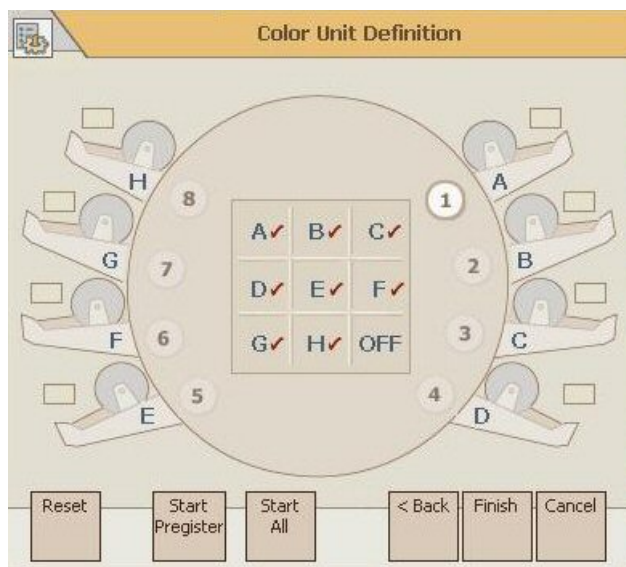 Color Unit Definition
H
A
8
1
A✓ B✓ C✓
G
7
2
B
D✓ E✓ F✓
F
6
3
C
G✓ H✓ OFF
5
4
E
D
Reset
Start
Pregister
Start
All
< Back
Finish
Cancel